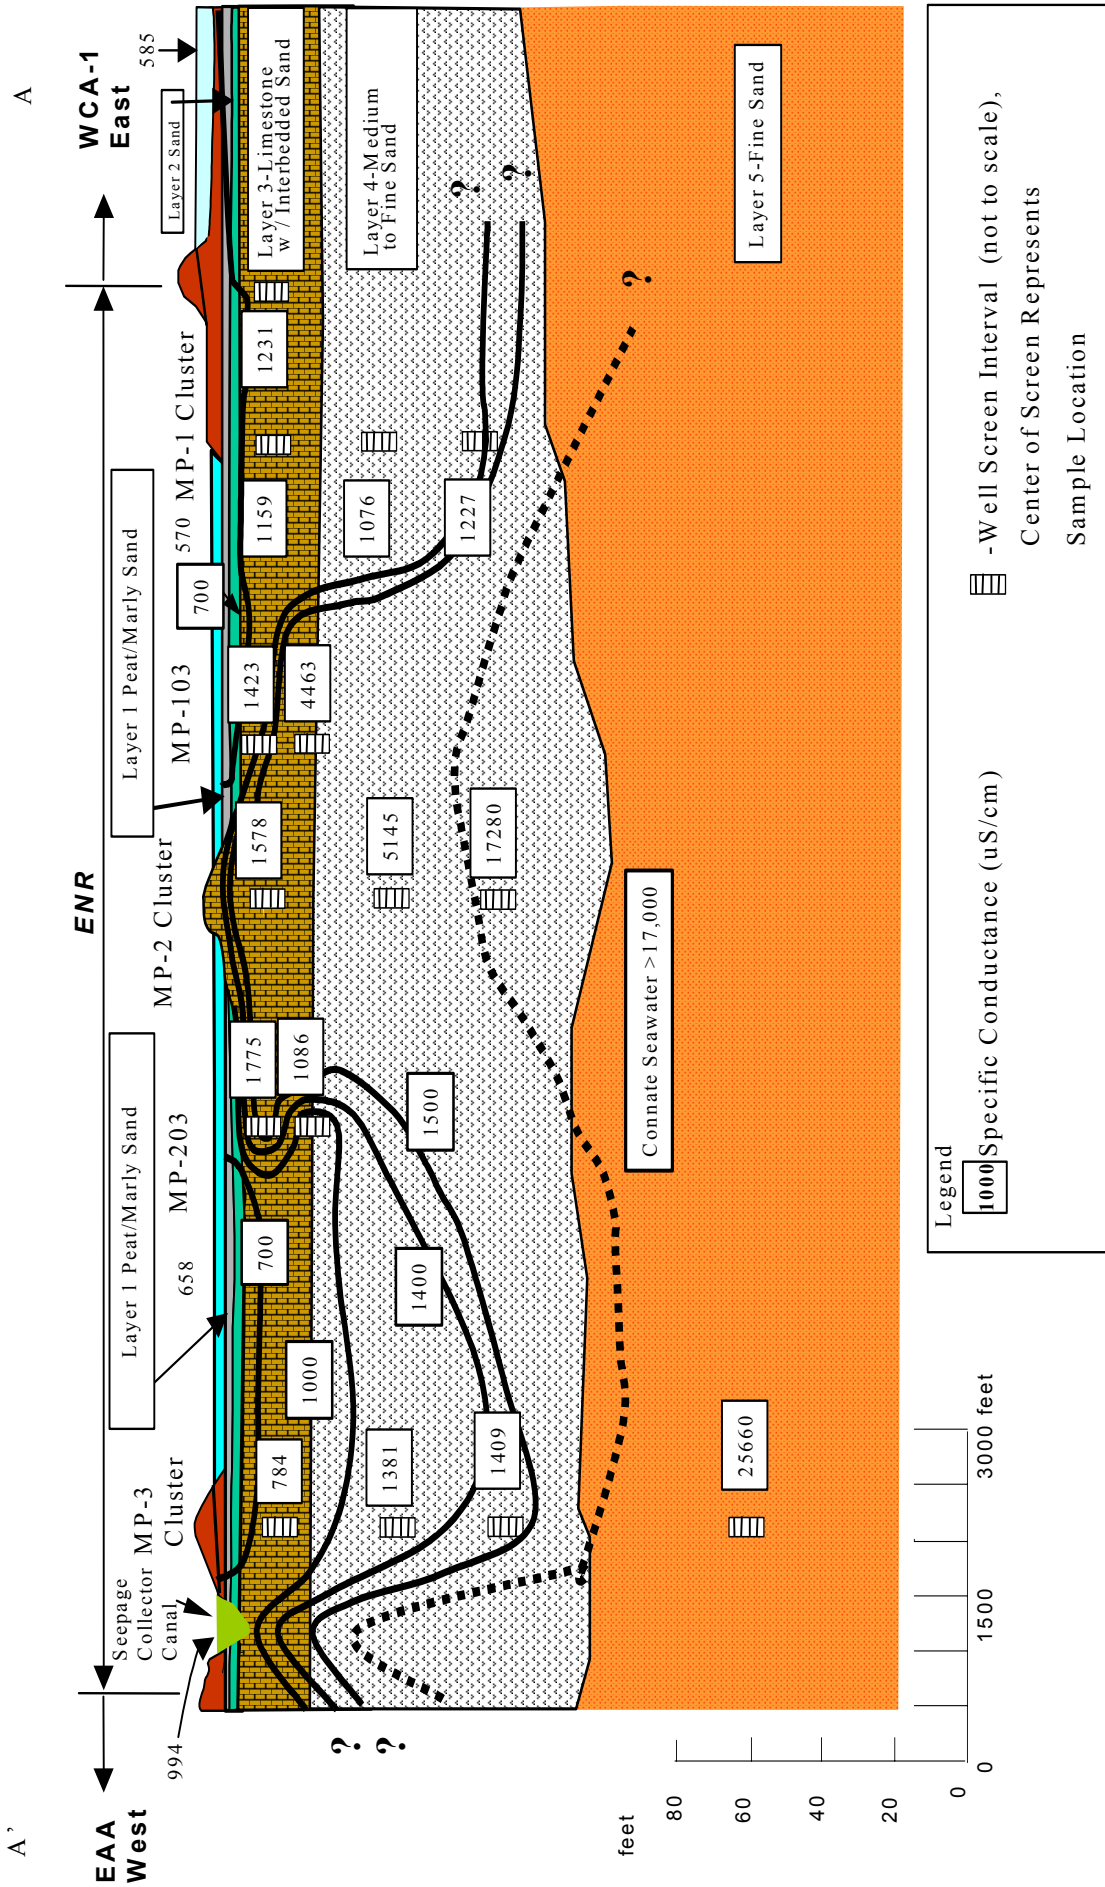 A'
A
EAA
West
ENR
WCA-1
East
994
Seepage
Collector
Canal
MP-3
Cluster
Layer 1 Peat/Marly Sand
658
MP-203
MP-2 Cluster
Layer 1 Peat/Marly Sand
MP-103
700
570
MP-1 Cluster
Layer 2 Sand
585
784
1000
700
1775
1086
1578
1423
4463
1159
1231
Layer 3-Limestone
w / Interbedded Sand
1381
1409
1400
1500
5145
17280
1076
1227
Layer 4-Medium
to Fine Sand
?
?
?
?
?
25660
Connate Seawater >17,000
Layer 5-Fine Sand
feet
80
60
40
20
0
0
1500
3000 feet
Legend
1000 Specific Conductance (uS/cm)
-Well Screen Interval (not to scale),
Center of Screen Represents
Sample Location